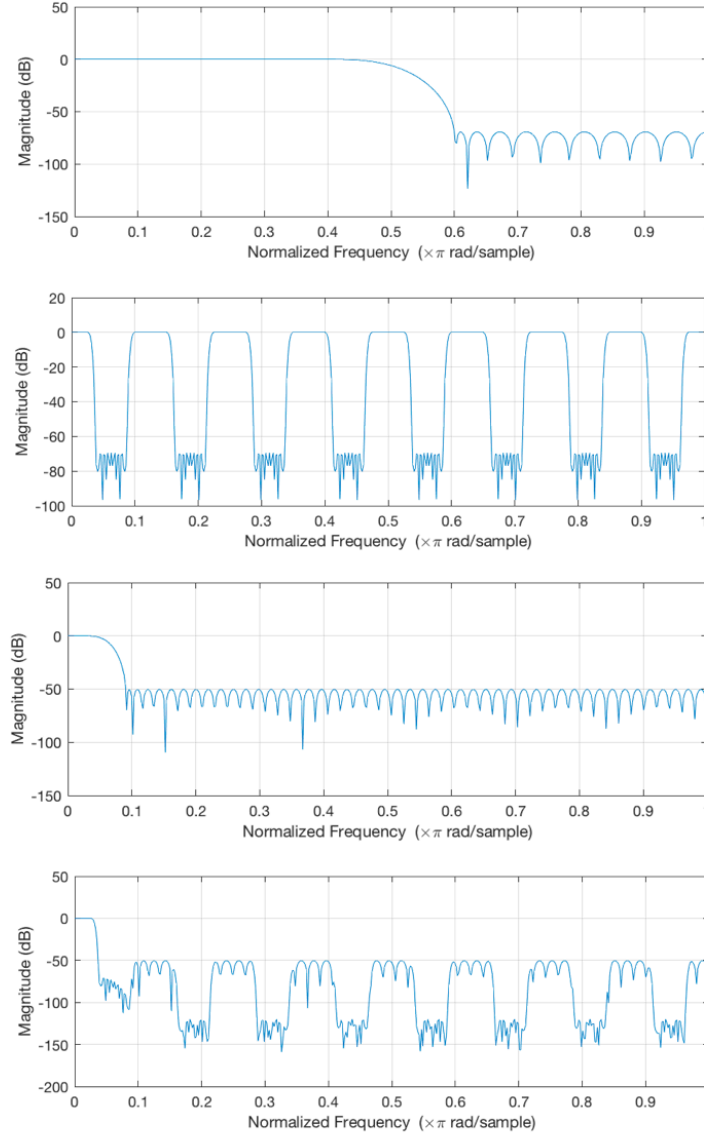 50
0
-50
-100
-150
Magnitude (dB)
0 0.1 0.2 0.3 0.4 0.5 0.6 0.7 0.8 0.9
Normalized Frequency (×π rad/sample)
20
0
-20
-40
-60
-80
-100
Magnitude (dB)
0 0.1 0.2 0.3 0.4 0.5 0.6 0.7 0.8 0.9 1
Normalized Frequency (×π rad/sample)
50
0
-50
-100
-150
Magnitude (dB)
0 0.1 0.2 0.3 0.4 0.5 0.6 0.7 0.8 0.9
Normalized Frequency (×π rad/sample)
50
0
-50
-100
-150
-200
Magnitude (dB)
0 0.1 0.2 0.3 0.4 0.5 0.6 0.7 0.8 0.9
Normalized Frequency (×π rad/sample)